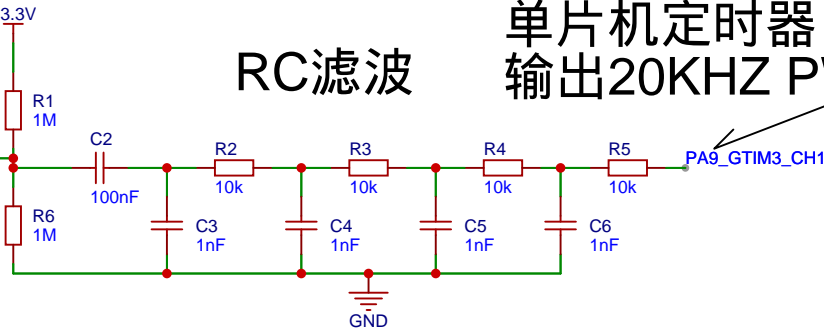 3.3V
单片机定时器
RC滤波
输出20KHZ P
R1
1M
C2
100nF
R2
10k
R3
10k
R4
10k
R5
10k
PA9_GTIM3_CH1
R6
1M
C3
1nF
C4
1nF
C5
1nF
C6
1nF
GND